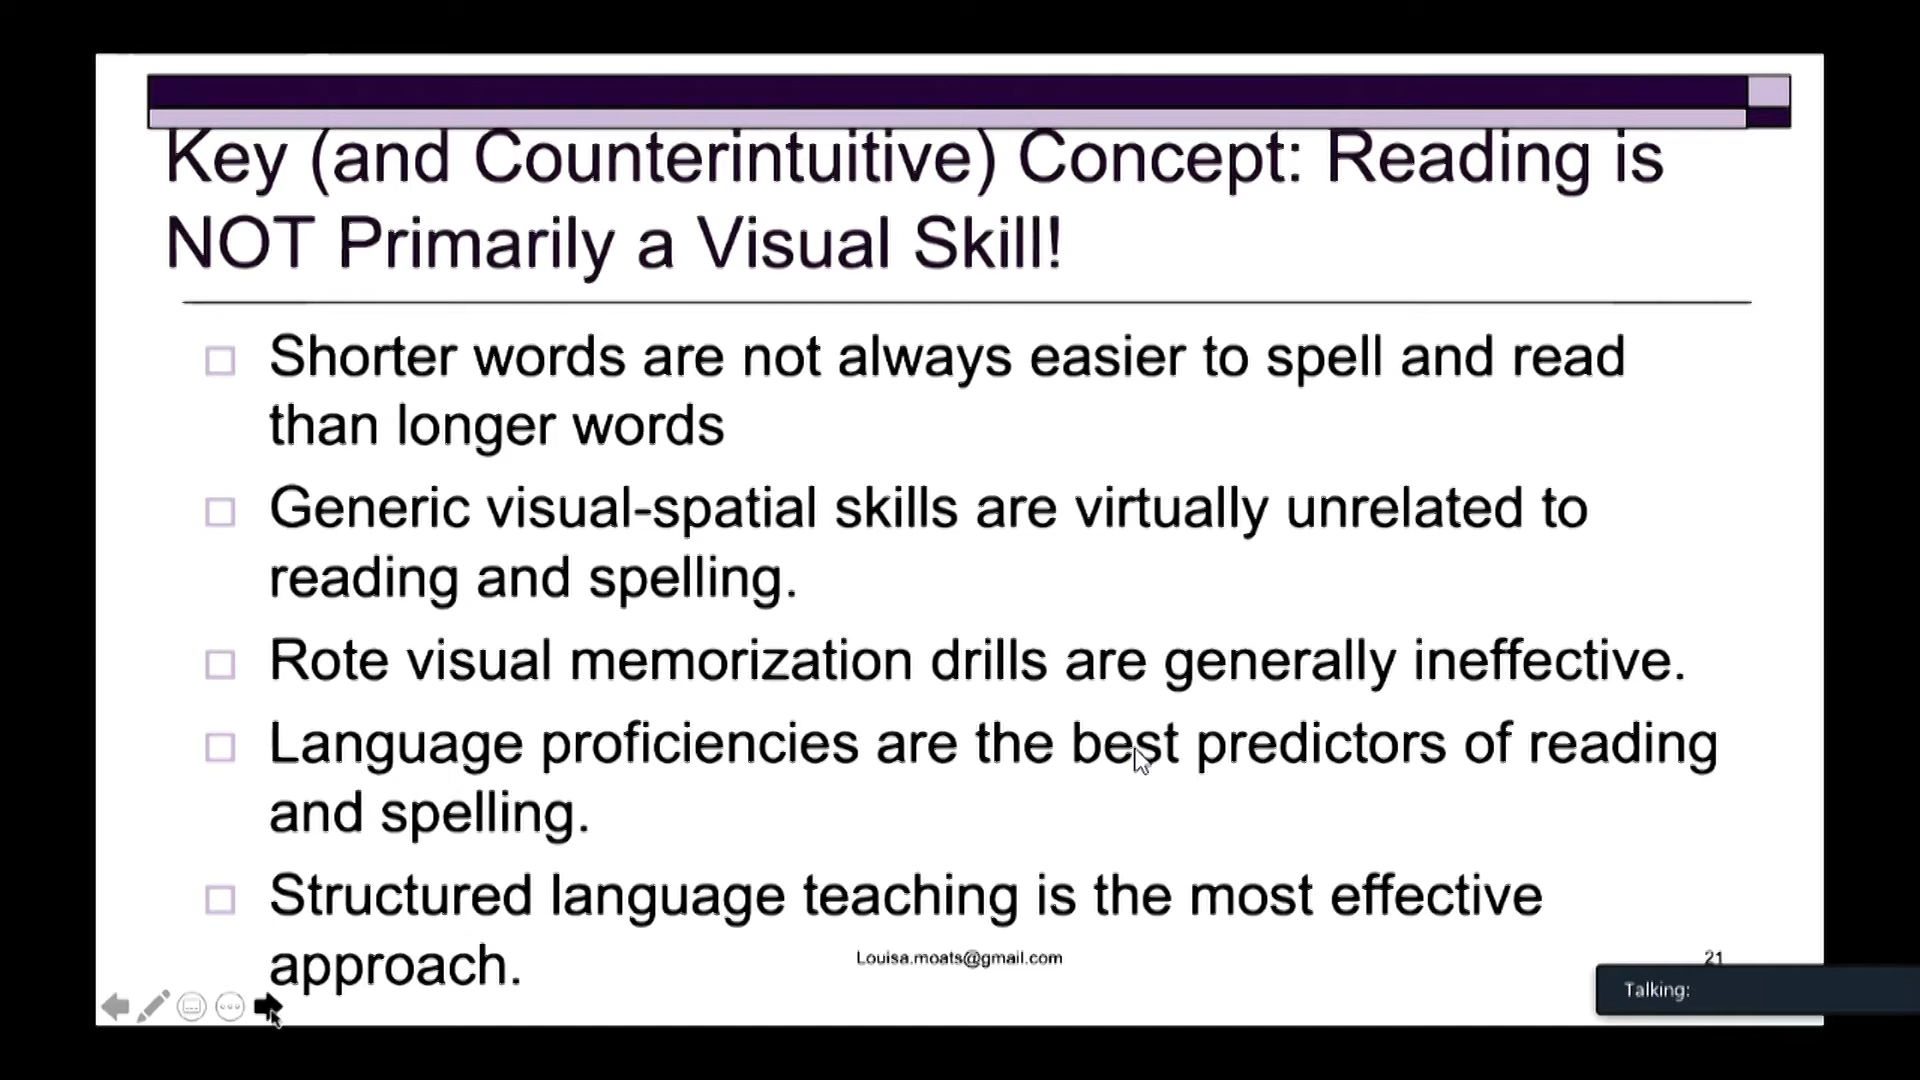 Key (and Counterintuitive) Concept: Reading is
NOT Primarily a Visual Skill!
Shorter words are not always easier to spell and read
than longer words
Generic visual-spatial skills are virtually unrelated to
reading and spelling.
Rote visual memorization drills are generally ineffective.
Language proficiencies are the best predictors of reading
and spelling.
Structured language teaching is the most effective
approach.
Louisa.moats@gmail.com
21
Talking: